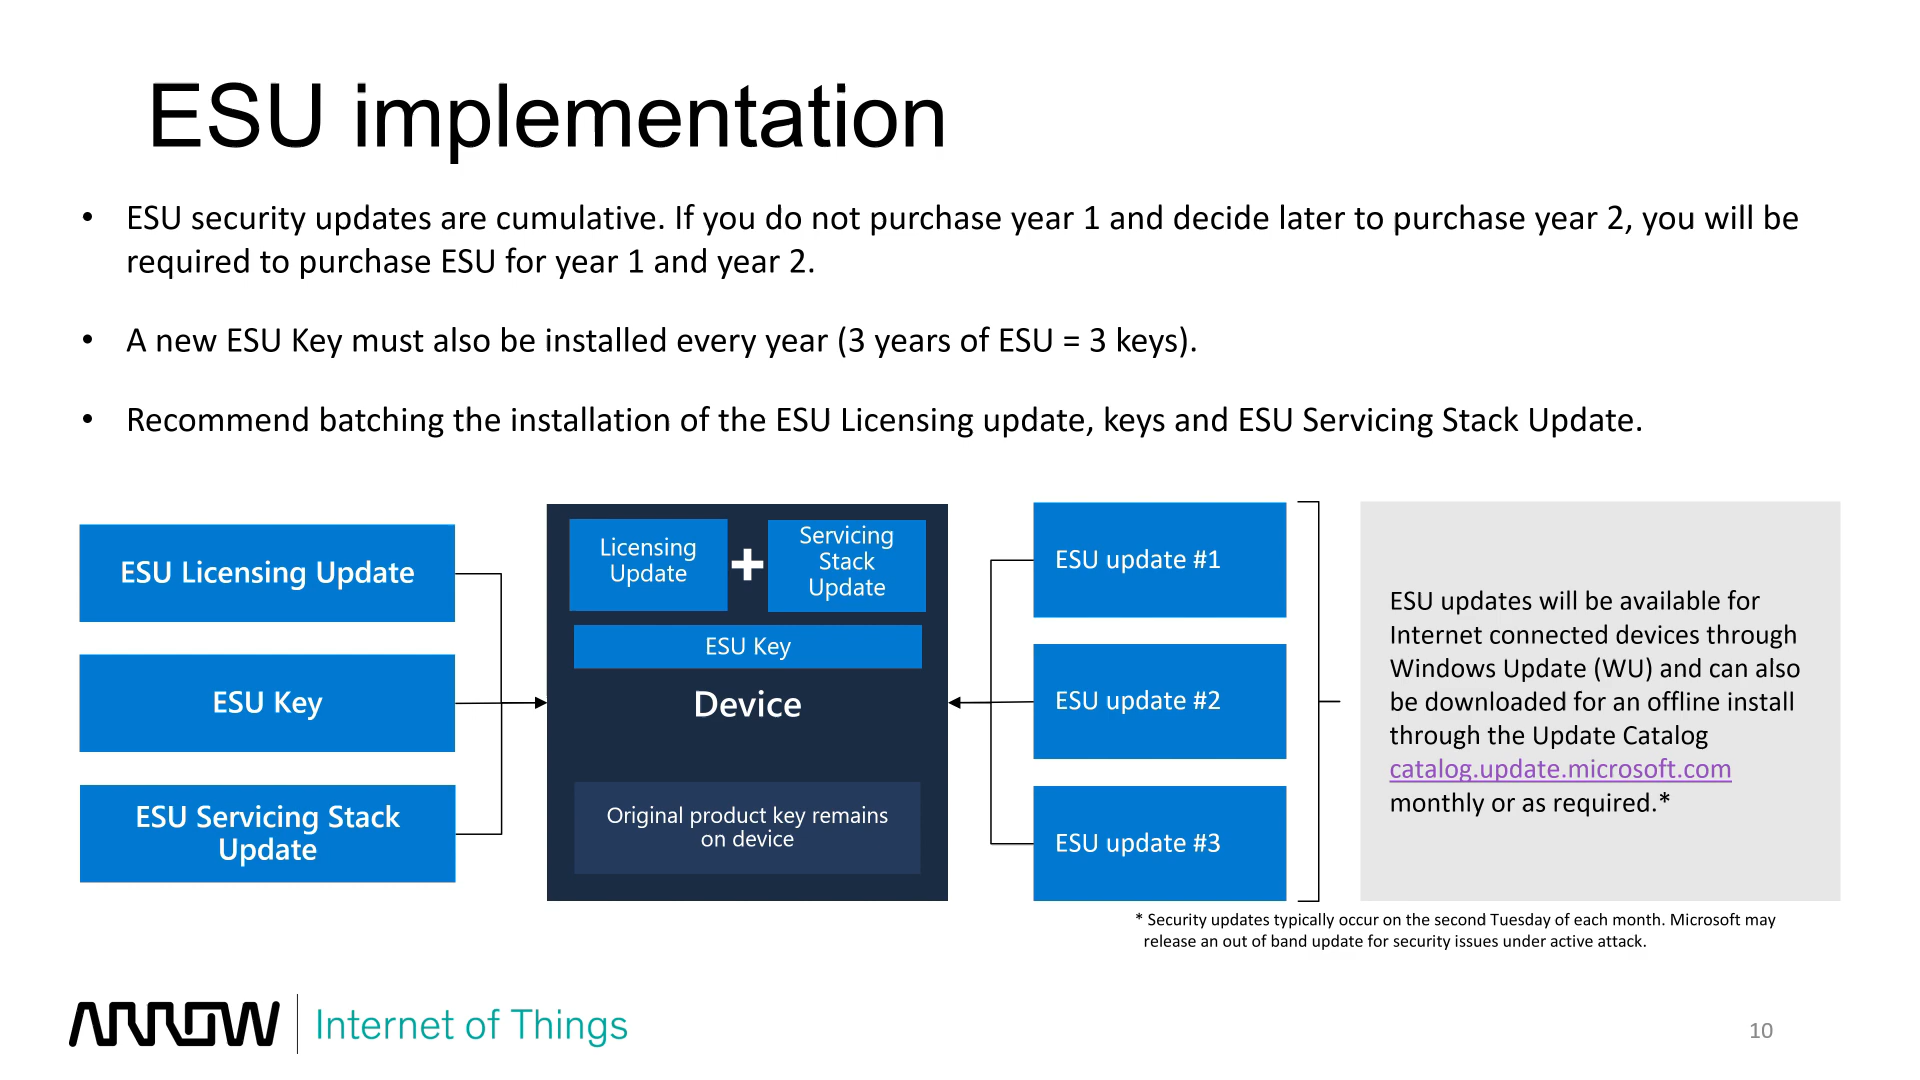 ESU implementation
• ESU security updates are cumulative. If you do not purchase year 1 and decide later to purchase year 2, you will be
required to purchase ESU for year 1 and year 2.
• A new ESU Key must also be installed every year (3 years of ESU = 3 keys).
• Recommend batching the installation of the ESU Licensing update, keys and ESU Servicing Stack Update.
ESU Licensing Update
ESU Key
ESU Servicing Stack
Update
Licensing
Update
+
Servicing
Stack
Update
ESU Key
Device
Original product key remains
on device
ESU update #1
ESU update #2
ESU update #3
ESU updates will be available for
Internet connected devices through
Windows Update (WU) and can also
be downloaded for an offline install
through the Update Catalog
catalog.update.microsoft.com
monthly or as required.*
* Security updates typically occur on the second Tuesday of each month. Microsoft may
release an out of band update for security issues under active attack.
ARROW
Internet of Things
10